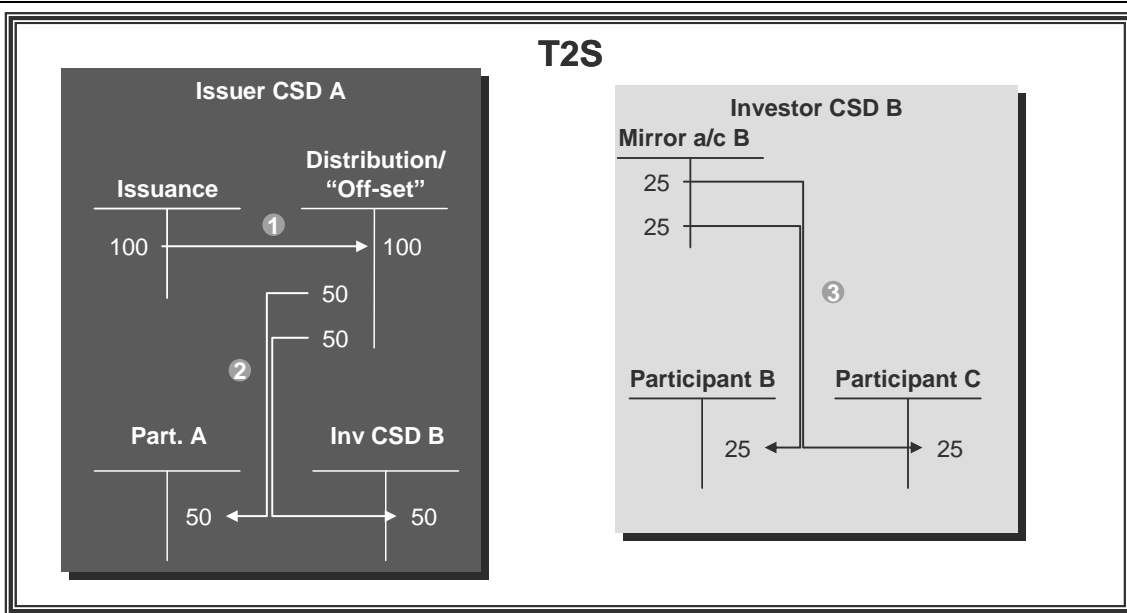 T2S
Issuer CSD A
Issuance
Distribution/
“Off-set”
1
100
100
50
50
2
Part. A
Inv CSD B
50
50
Investor CSD B
Mirror a/c B
25
25
3
Participant B
Participant C
25
25